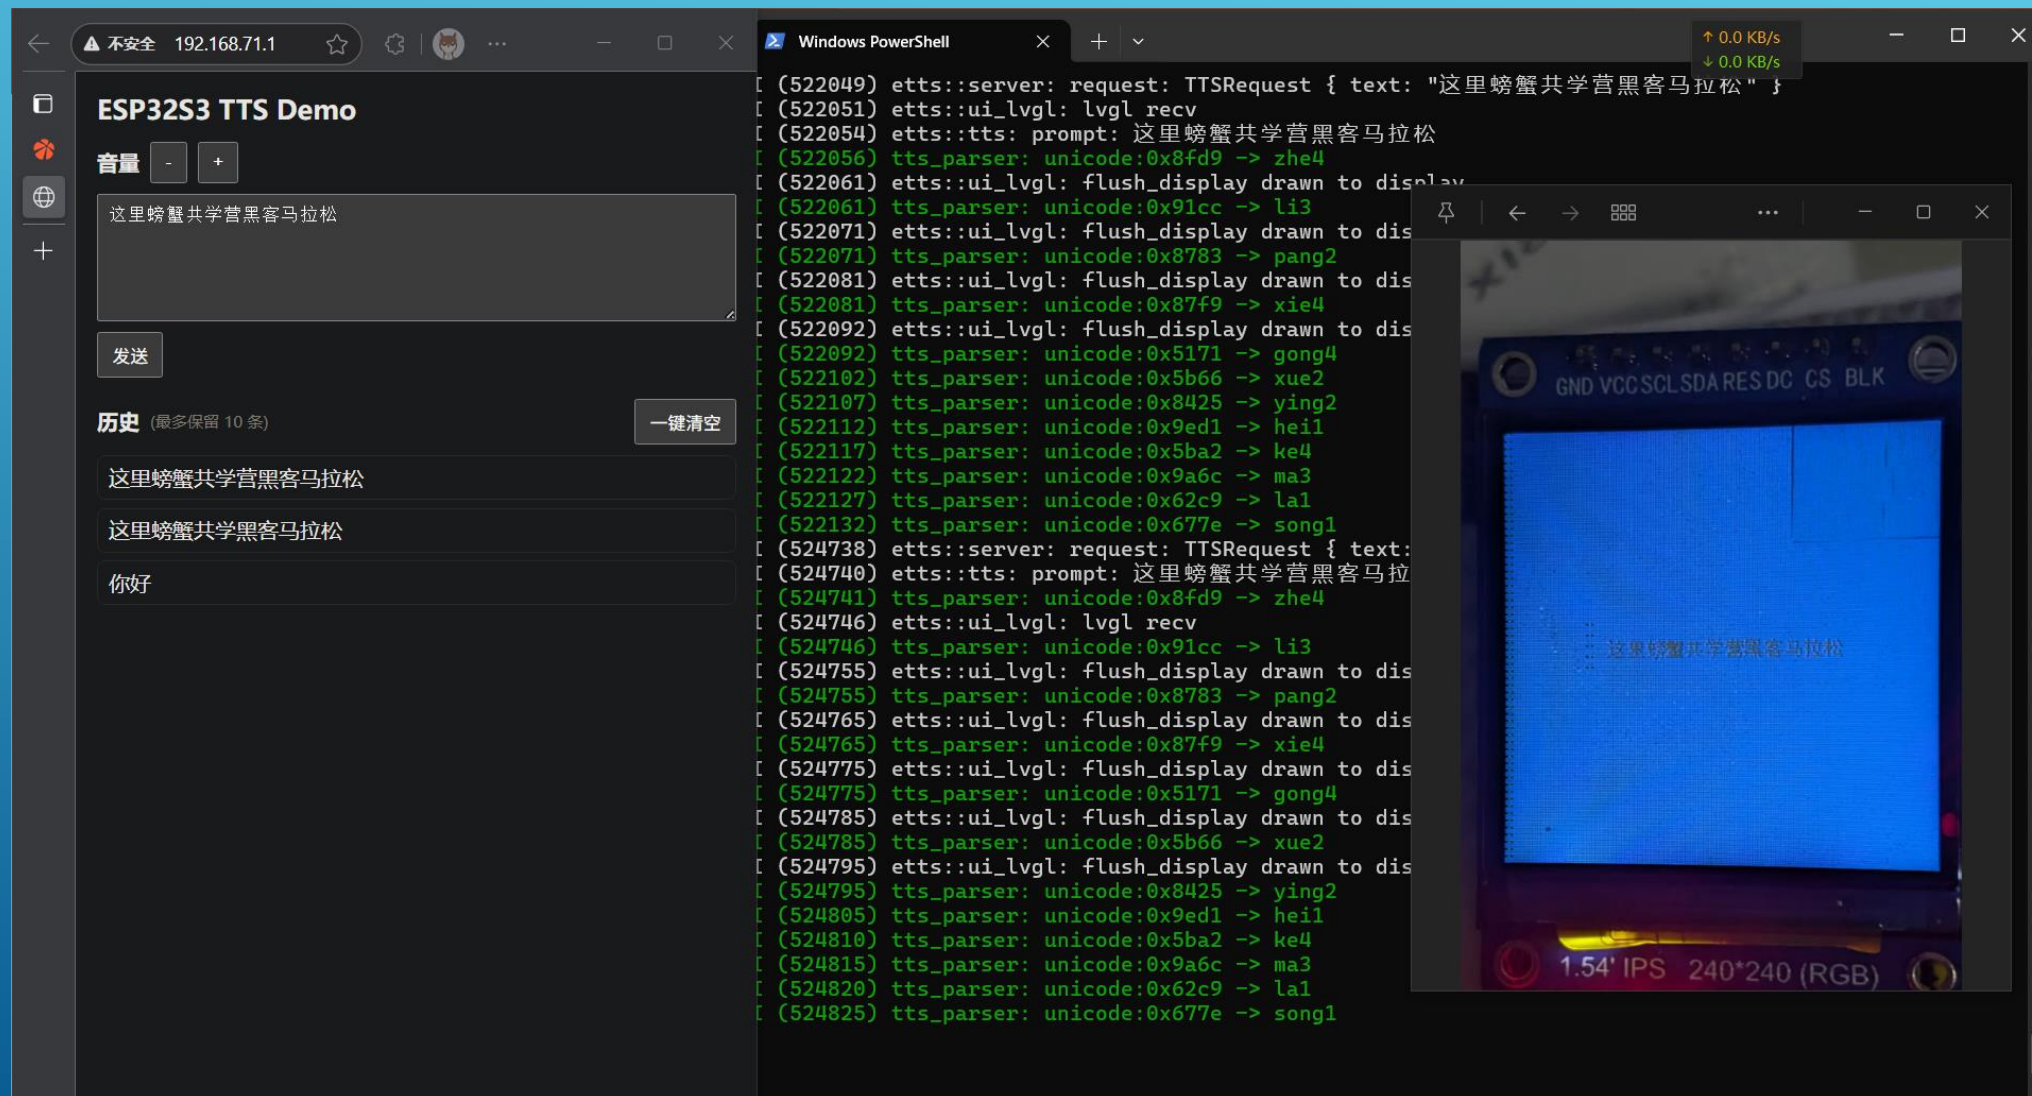 不安全 192.168.71.1
ESP32S3 TTS Demo
音量 - +
这里螃蟹共学营黑客马拉松
发送
历史 (最多保留 10 条) 一键清空
这里螃蟹共学营黑客马拉松
这里螃蟹共学黑客马拉松
你好
Windows PowerShell
↑ 0.0 KB/s
↓ 0.0 KB/s
I (522049) etts::server: request: TTSRequest { text: "这里螃蟹共学营黑客马拉松" }
I (522051) etts::ui_lvgl: lvgl recv
I (522054) etts::tts: prompt: 这里螃蟹共学营黑客马拉松
I (522056) tts_parser: unicode:0x8fd9 -> zhe4
I (522061) etts::ui_lvgl: flush_display drawn to display
I (522061) tts_parser: unicode:0x91cc -> li3
I (522071) etts::ui_lvgl: flush_display drawn to dis
I (522071) tts_parser: unicode:0x8783 -> pang2
I (522081) etts::ui_lvgl: flush_display drawn to dis
I (522081) tts_parser: unicode:0x87f9 -> xie4
I (522092) etts::ui_lvgl: flush_display drawn to dis
I (522092) tts_parser: unicode:0x5171 -> gong4
I (522102) tts_parser: unicode:0x5b66 -> xue2
I (522107) tts_parser: unicode:0x8425 -> ying2
I (522112) tts_parser: unicode:0x9ed1 -> hei1
I (522117) tts_parser: unicode:0x5ba2 -> ke4
I (522122) tts_parser: unicode:0x9a6c -> ma3
I (522127) tts_parser: unicode:0x62c9 -> la1
I (522132) tts_parser: unicode:0x677e -> song1
I (524738) etts::server: request: TTSRequest { text:
I (524740) etts::tts: prompt: 这里螃蟹共学营黑客马拉
I (524741) tts_parser: unicode:0x8fd9 -> zhe4
I (524746) etts::ui_lvgl: lvgl recv
I (524746) tts_parser: unicode:0x91cc -> li3
I (524755) etts::ui_lvgl: flush_display drawn to dis
I (524755) tts_parser: unicode:0x8783 -> pang2
I (524765) etts::ui_lvgl: flush_display drawn to dis
I (524765) tts_parser: unicode:0x87f9 -> xie4
I (524775) etts::ui_lvgl: flush_display drawn to dis
I (524775) tts_parser: unicode:0x5171 -> gong4
I (524785) etts::ui_lvgl: flush_display drawn to dis
I (524785) tts_parser: unicode:0x5b66 -> xue2
I (524795) etts::ui_lvgl: flush_display drawn to dis
I (524795) tts_parser: unicode:0x8425 -> ying2
I (524805) tts_parser: unicode:0x9ed1 -> hei1
I (524810) tts_parser: unicode:0x5ba2 -> ke4
I (524815) tts_parser: unicode:0x9a6c -> ma3
I (524820) tts_parser: unicode:0x62c9 -> la1
I (524825) tts_parser: unicode:0x677e -> song1
GND VCC SCL SDA RES DC CS BLK
这里螃蟹共学营黑客马拉松
1.54' IPS 240*240 (RGB)